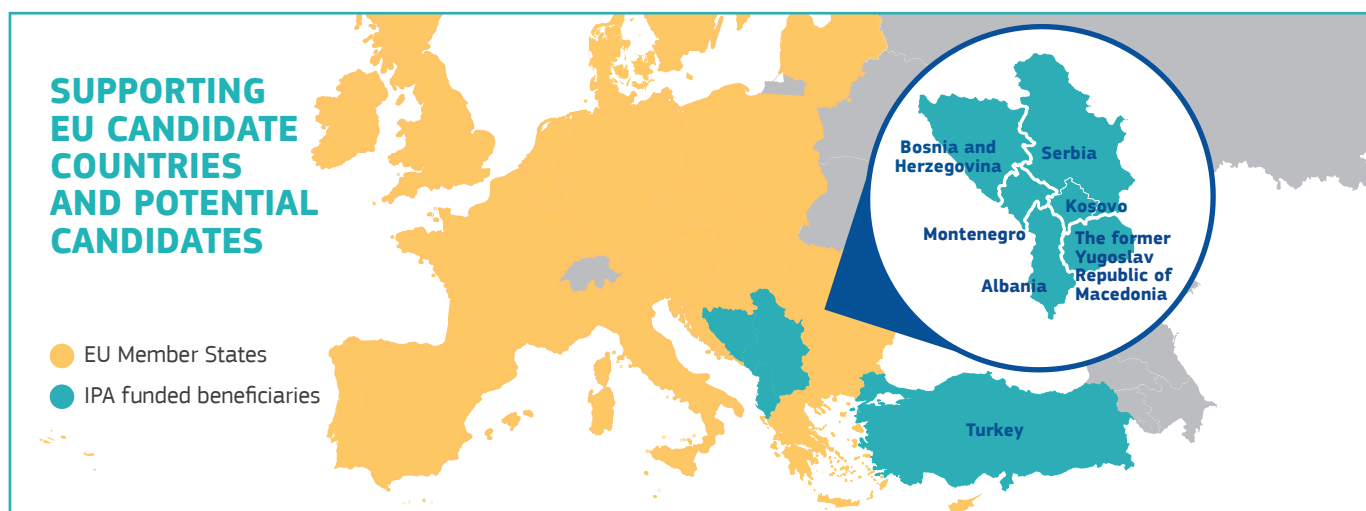 SUPPORTING
EU CANDIDATE
COUNTRIES
AND POTENTIAL
CANDIDATES
EU Member States
IPA funded beneficiaries
Bosnia and
Herzegovina
Serbia
Kosovo
Montenegro
The former
Yugoslav
Republic of
Macedonia
Albania
Turkey